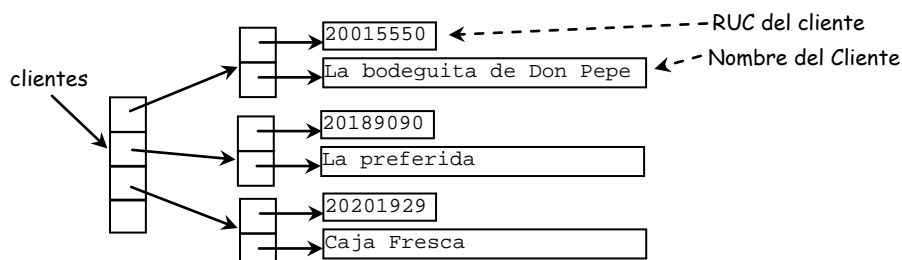 20015550
RUC del cliente
La bodeguita de Don Pepe
Nombre del Cliente
clientes
20189090
La preferida
20201929
Caja Fresca